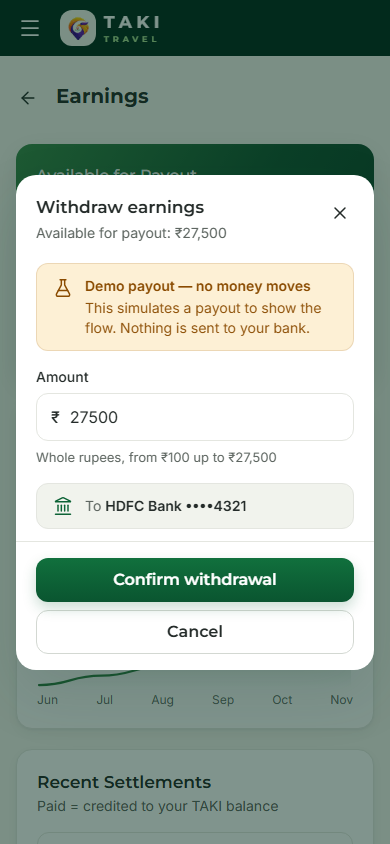 TAKI
TRAVEL
Earnings
Available for Payout
Withdraw earnings
Available for payout: ₹27,500
Demo payout — no money moves
This simulates a payout to show the
flow. Nothing is sent to your bank.
Amount
₹ 27500
Whole rupees, from ₹100 up to ₹27,500
To HDFC Bank ••••4321
Confirm withdrawal
Cancel
Jun Jul Aug Sep Oct Nov
Recent Settlements
Paid = credited to your TAKI balance